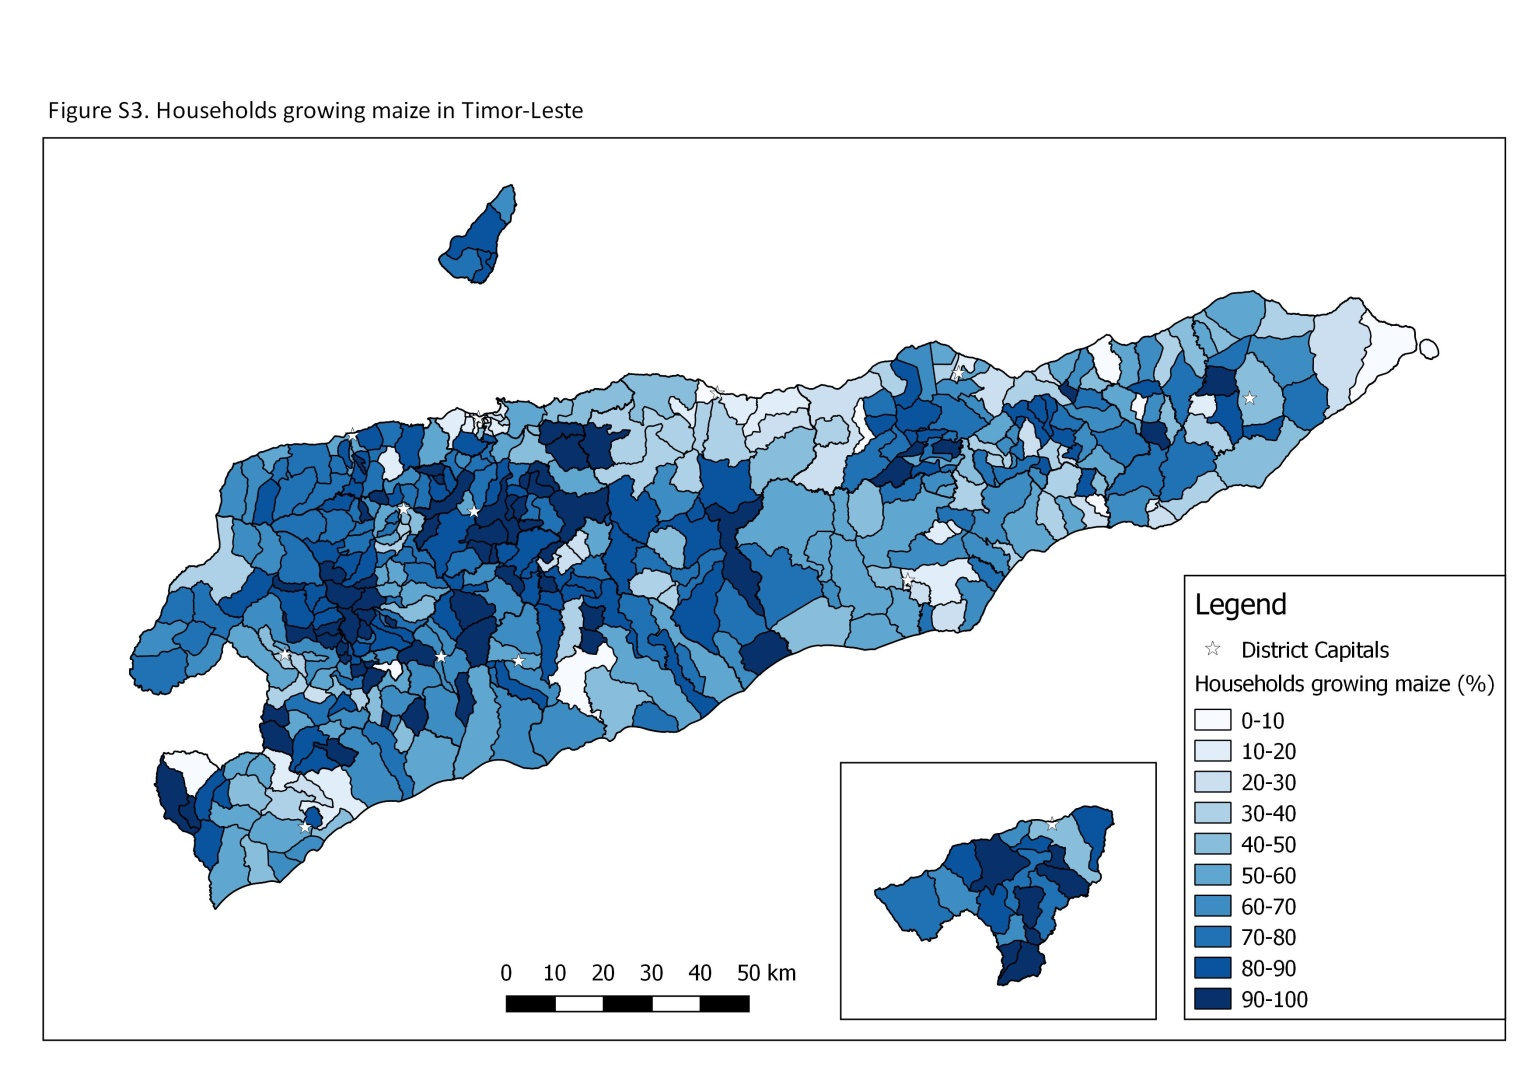 Figure S3. Households growing maize in Timor-Leste
Legend
District Capitals
Households growing maize (%)
0-10
10-20
20-30
30-40
40-50
50-60
60-70
70-80
80-90
90-100
0 10 20 30 40 50 km